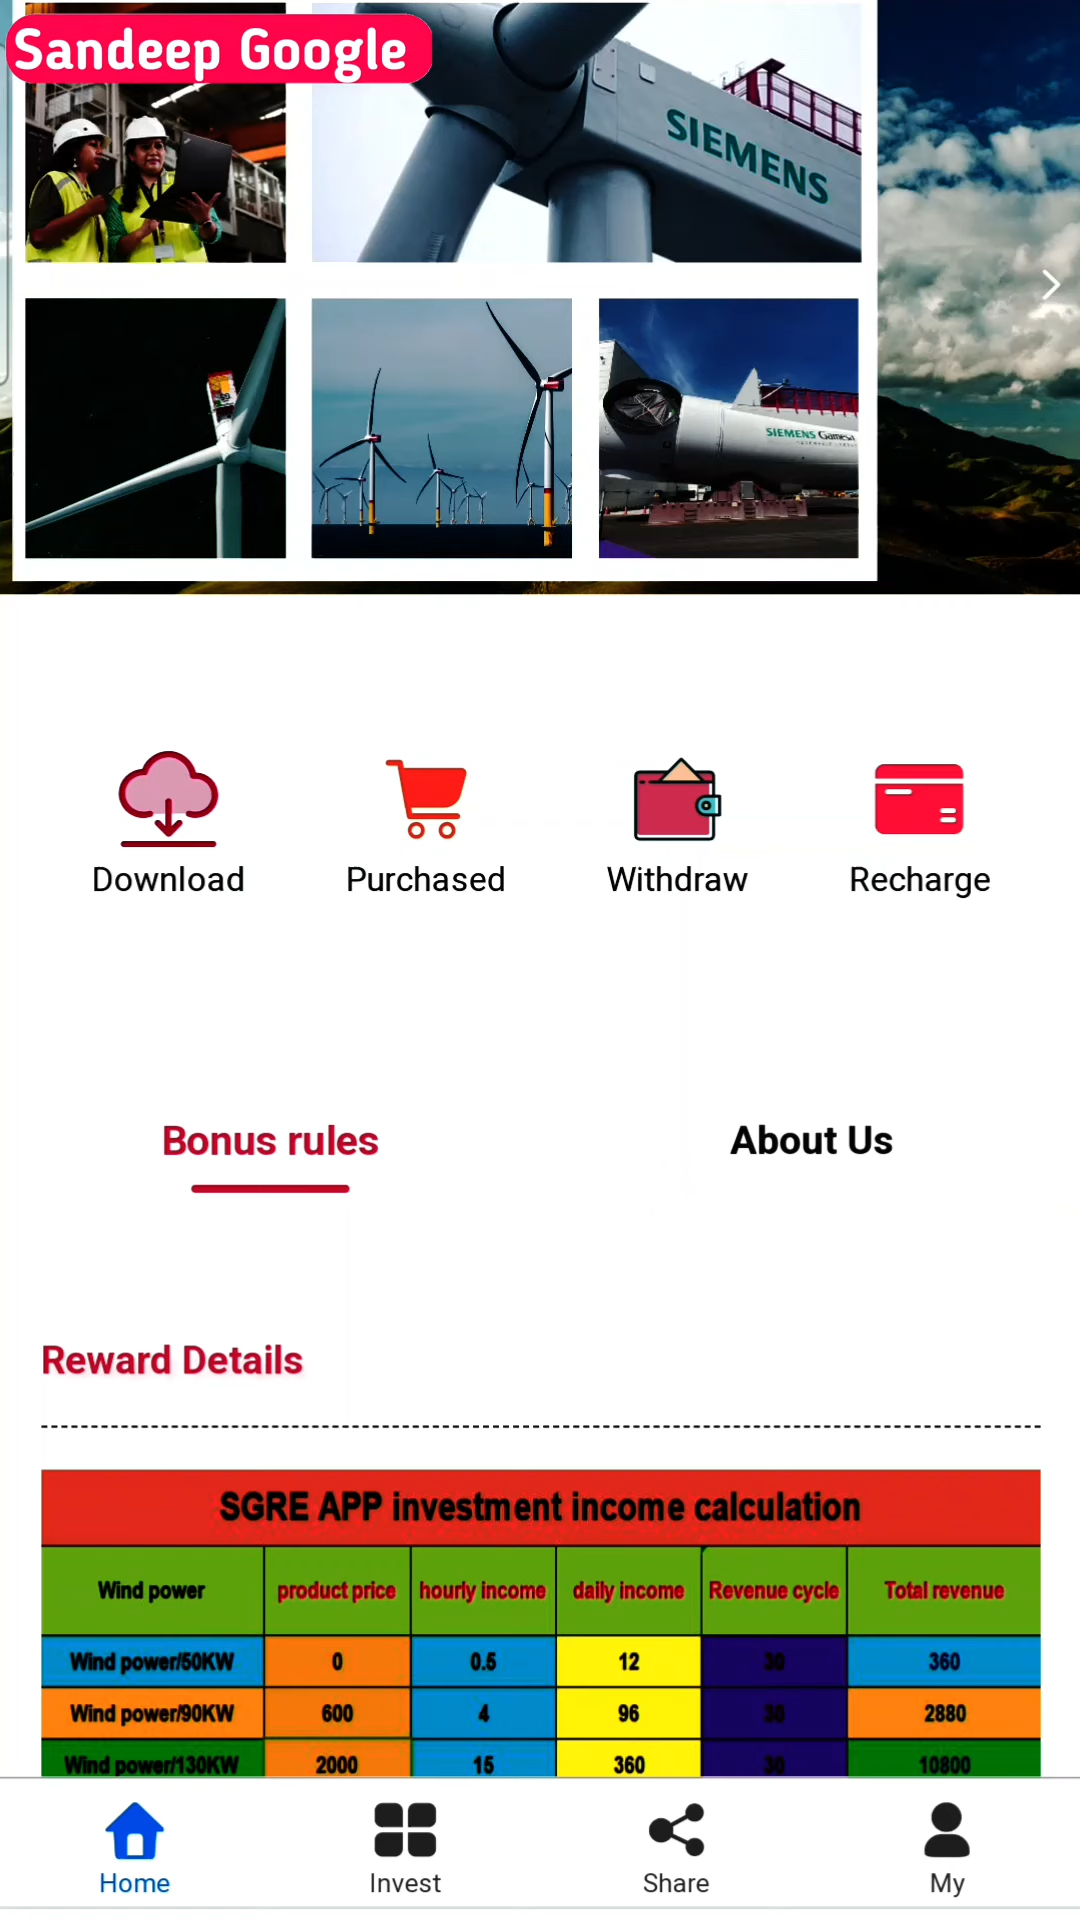 Sandeep Google
SIEMENS
SIEMENS Gamesa
Download
Purchased
Withdraw
Recharge
Bonus rules
About Us
Reward Details
SGRE APP investment income calculation
Wind power product price hourly income daily income Revenue cycle Total revenue
Wind power/50KW 0 0.5 12 30 360
Wind power/90KW 600 4 96 30 2880
Wind power/130KW 2000 15 360 30 10800
Home
Invest
Share
My